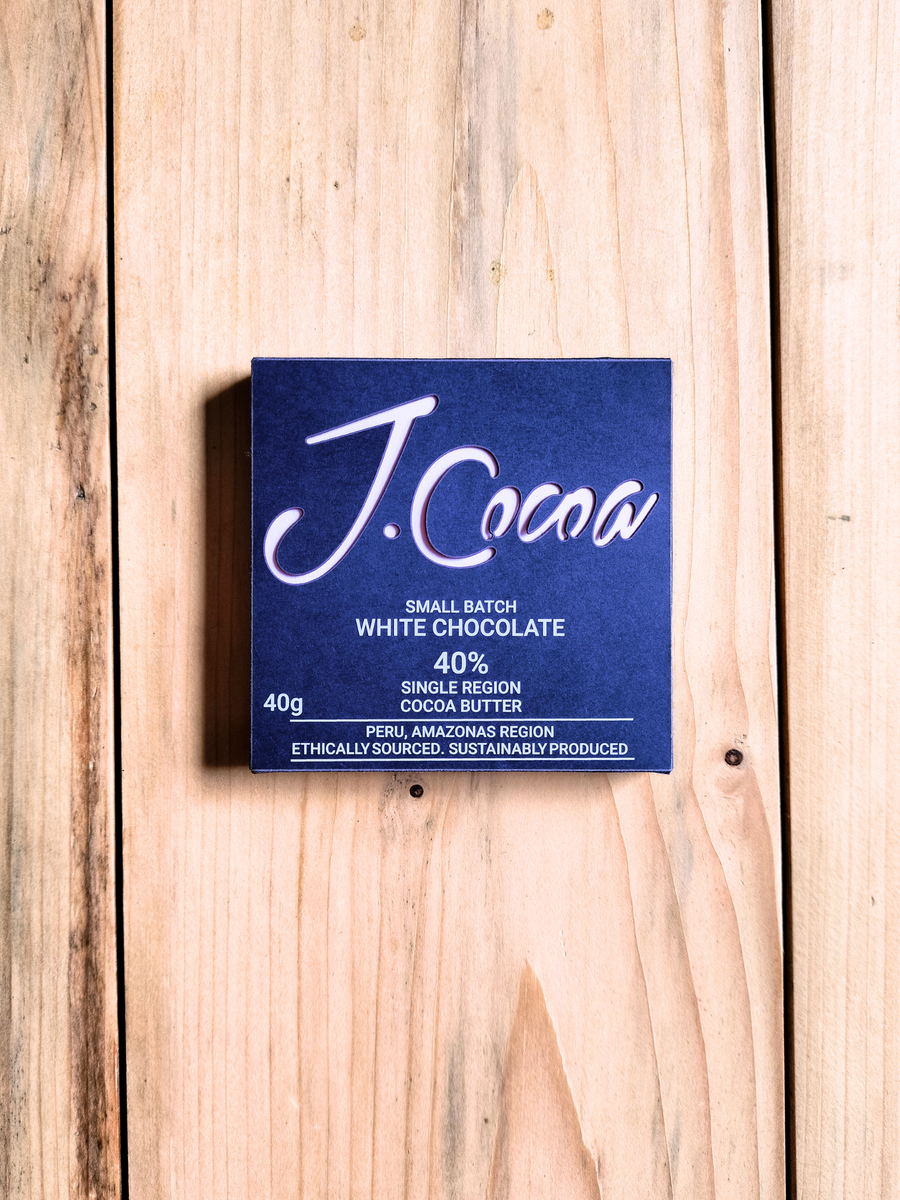 J. Cocoa
SMALL BATCH
WHITE CHOCOLATE
40%
SINGLE REGION
COCOA BUTTER
40g
PERU, AMAZONAS REGION
ETHICALLY SOURCED. SUSTAINABLY PRODUCED